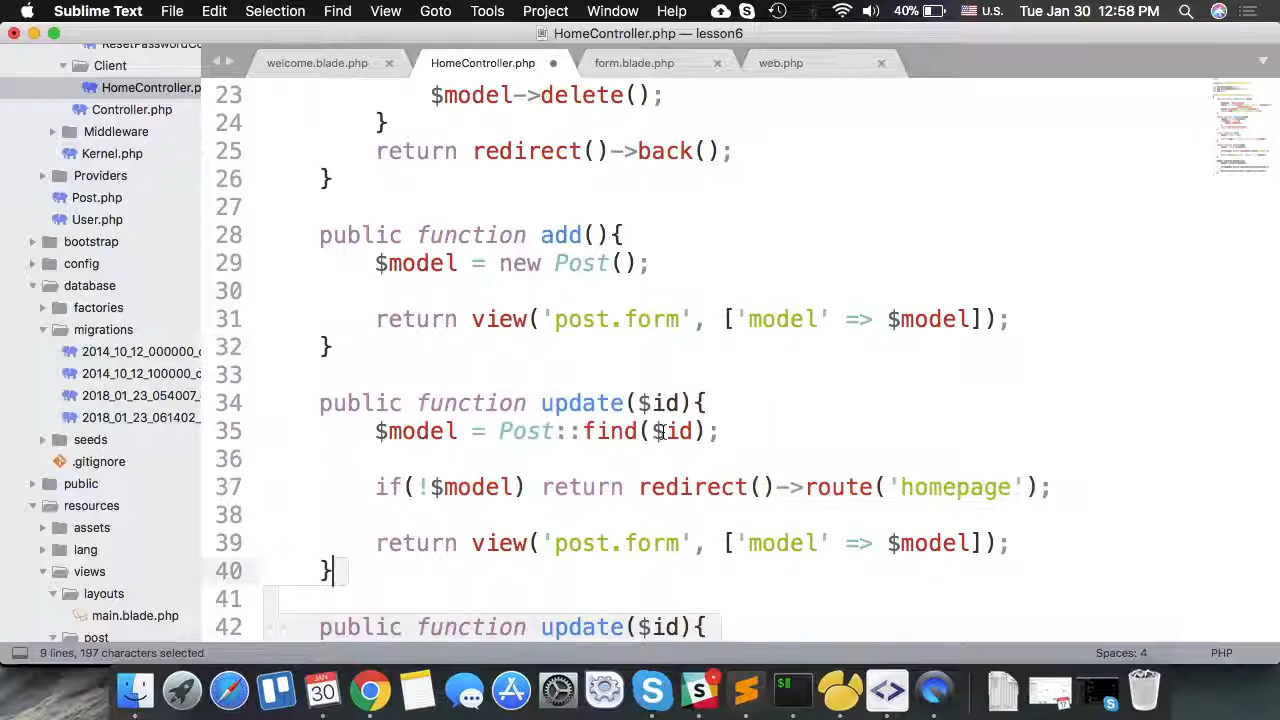 Sublime Text File Edit Selection Find View Goto Tools Project Window Help 40% U.S. Tue Jan 30 12:58 PM
HomeController.php — lesson6
ResetPasswordCo
Client
HomeController.p
Controller.php
Middleware
Kernel.php
Providers
Post.php
User.php
bootstrap
config
database
factories
migrations
2014_10_12_000000_c
2014_10_12_100000_c
2018_01_23_054007_
2018_01_23_061402_
seeds
.gitignore
public
resources
assets
lang
views
layouts
main.blade.php
post
welcome.blade.php HomeController.php form.blade.php web.php
23 $model->delete();
24 }
25 return redirect()->back();
26 }
27
28 public function add(){
29 $model = new Post();
30
31 return view('post.form', ['model' => $model]);
32 }
33
34 public function update($id){
35 $model = Post::find($id);
36
37 if(!$model) return redirect()->route('homepage');
38
39 return view('post.form', ['model' => $model]);
40 }
41
42 public function update($id){
9 lines, 197 characters selected Spaces: 4 PHP
JAN
30
17